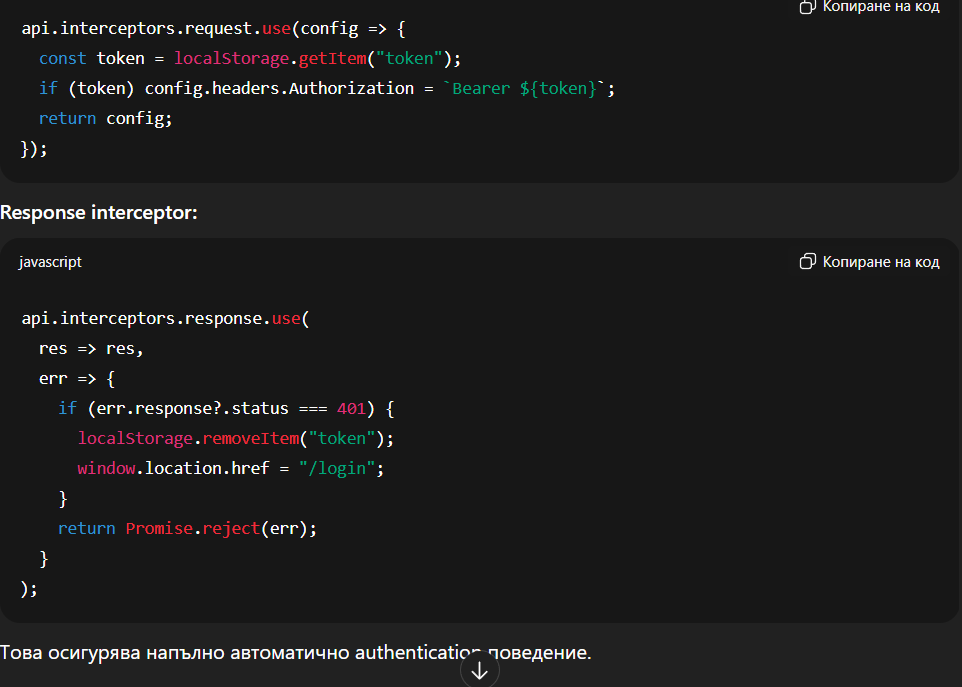 Копиране на код
api.interceptors.request.use(config => {
  const token = localStorage.getItem("token");
  if (token) config.headers.Authorization = `Bearer ${token}`;
  return config;
});
Response interceptor:
javascript Копиране на код
api.interceptors.response.use(
  res => res,
  err => {
    if (err.response?.status === 401) {
      localStorage.removeItem("token");
      window.location.href = "/login";
    }
    return Promise.reject(err);
  }
);
Това осигурява напълно автоматично authentication поведение.